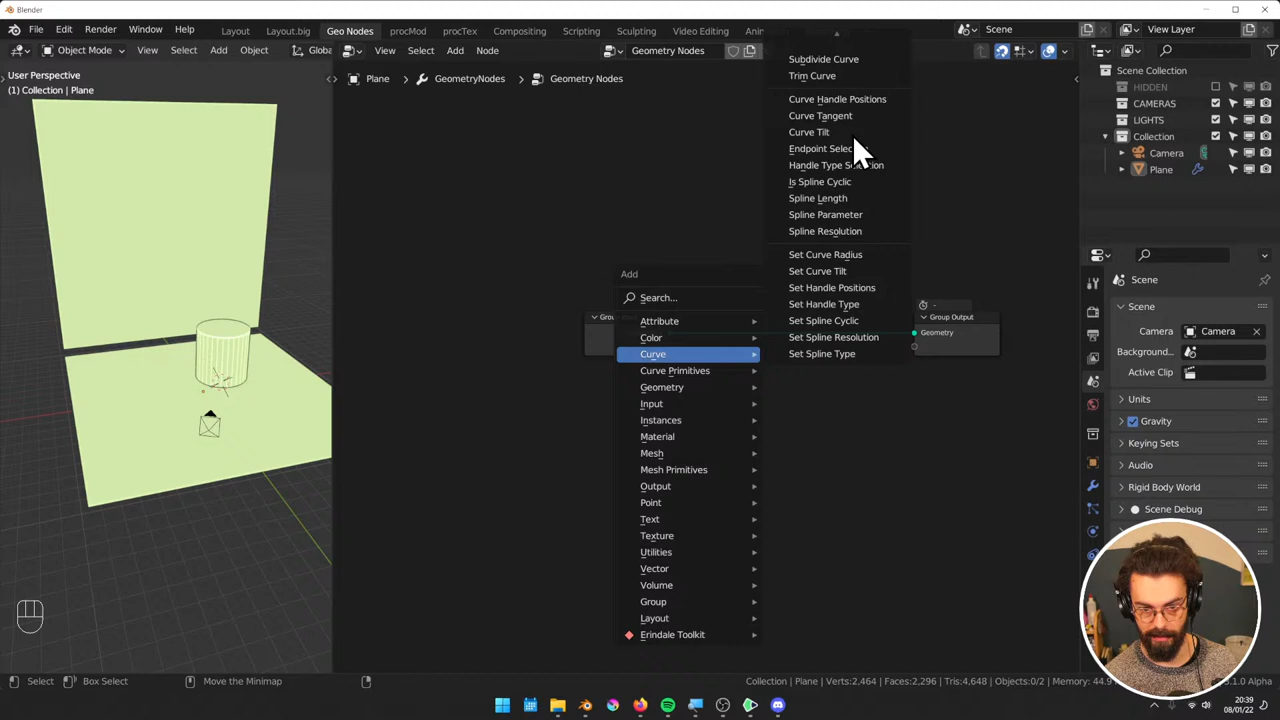 Blender
File Edit Render Window Help
Layout Layout.big Geo Nodes procMod procTex Compositing Scripting Sculpting Video Editing
Scene
View Layer
Object Mode View Select Add Object
View Select Add Node
Geometry Nodes
User Perspective
(1) Collection | Plane
Plane > GeometryNodes > Geometry Nodes
Subdivide Curve
Trim Curve
Curve Handle Positions
Curve Tangent
Curve Tilt
Is Spline Cyclic
Spline Length
Spline Parameter
Spline Resolution
Set Curve Radius
Set Curve Tilt
Set Handle Positions
Set Handle Type
Set Spline Cyclic
Set Spline Resolution
Set Spline Type
Add
Search...
Attribute
Color
Curve
Curve Primitives
Geometry
Input
Instances
Material
Mesh
Mesh Primitives
Output
Point
Text
Texture
Utilities
Vector
Volume
Group
Layout
Erindale Toolkit
Group Output
Geometry
Scene Collection
HIDDEN
CAMERAS
LIGHTS
Collection
Camera
Plane
Scene
Scene
Camera Camera
Background...
Active Clip
Units
Gravity
Keying Sets
Audio
Rigid Body World
Scene Debug
Select Box Select Move the Minimap
Collection | Plane Verts:2,464 Faces:2,296 Tris:4,648 Objects:0/2 Memory: 44.9
Alpha
20:39
08/01/22